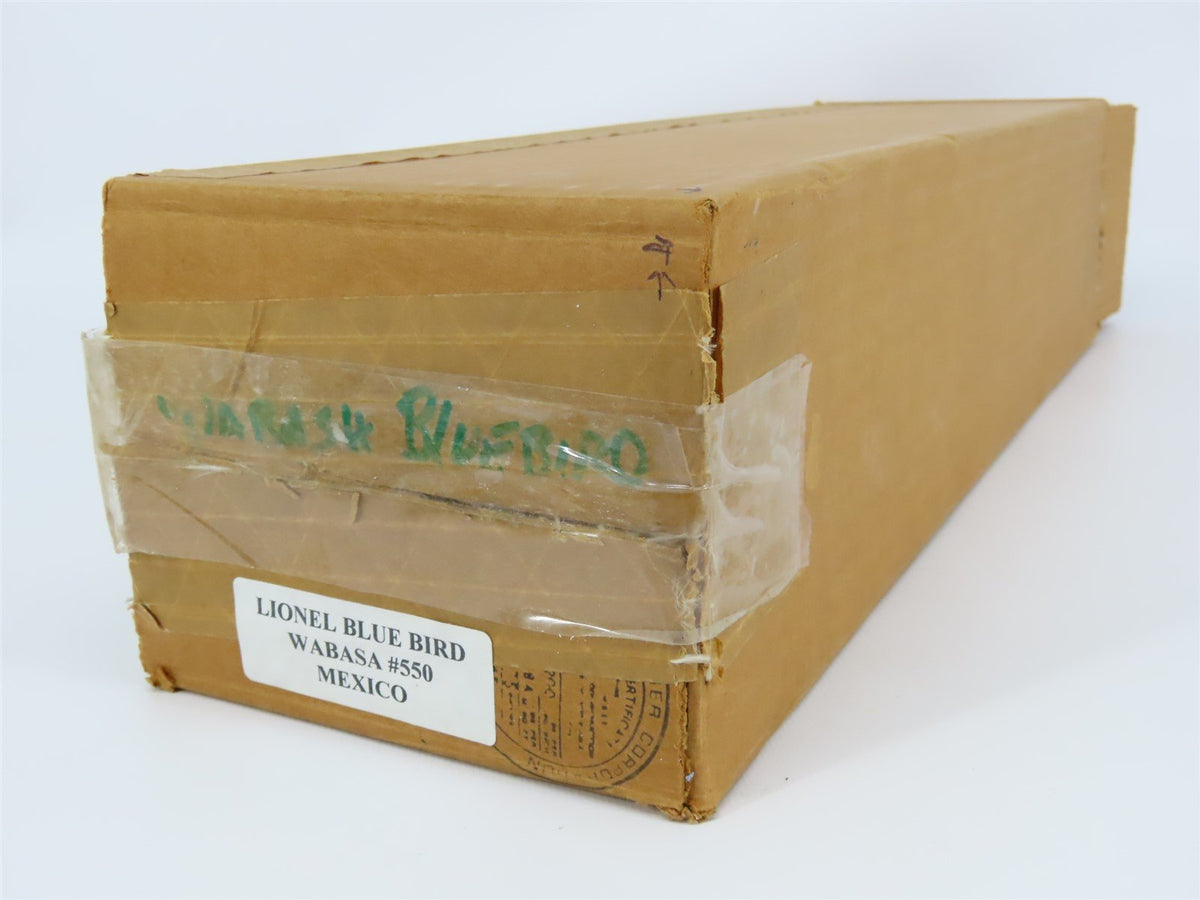 WABASH BLUEBIRD
LIONEL BLUE BIRD
WABASA #550
MEXICO